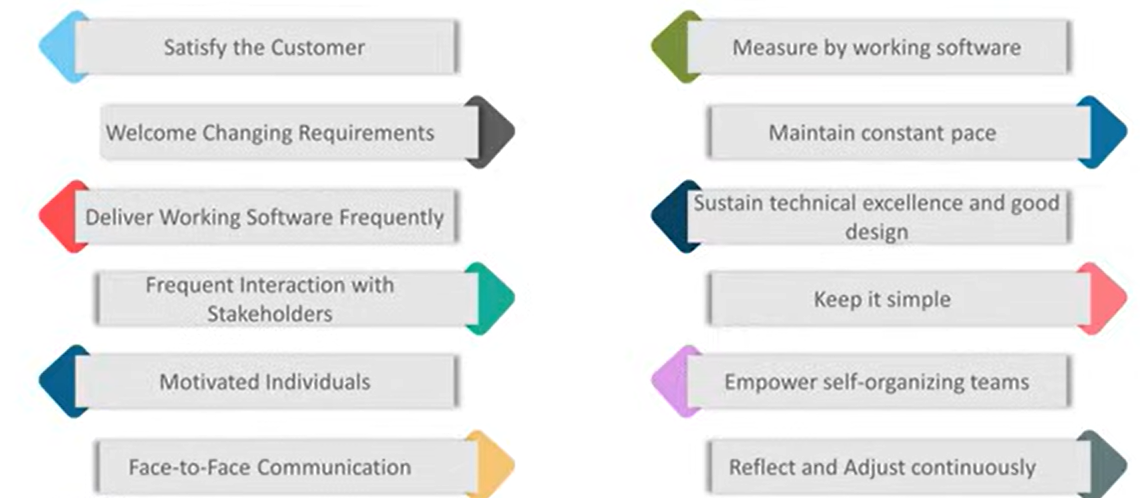 Satisfy the Customer
Welcome Changing Requirements
Deliver Working Software Frequently
Frequent Interaction with
Stakeholders
Motivated Individuals
Face-to-Face Communication
Measure by working software
Maintain constant pace
Sustain technical excellence and good
design
Keep it simple
Empower self-organizing teams
Reflect and Adjust continuously